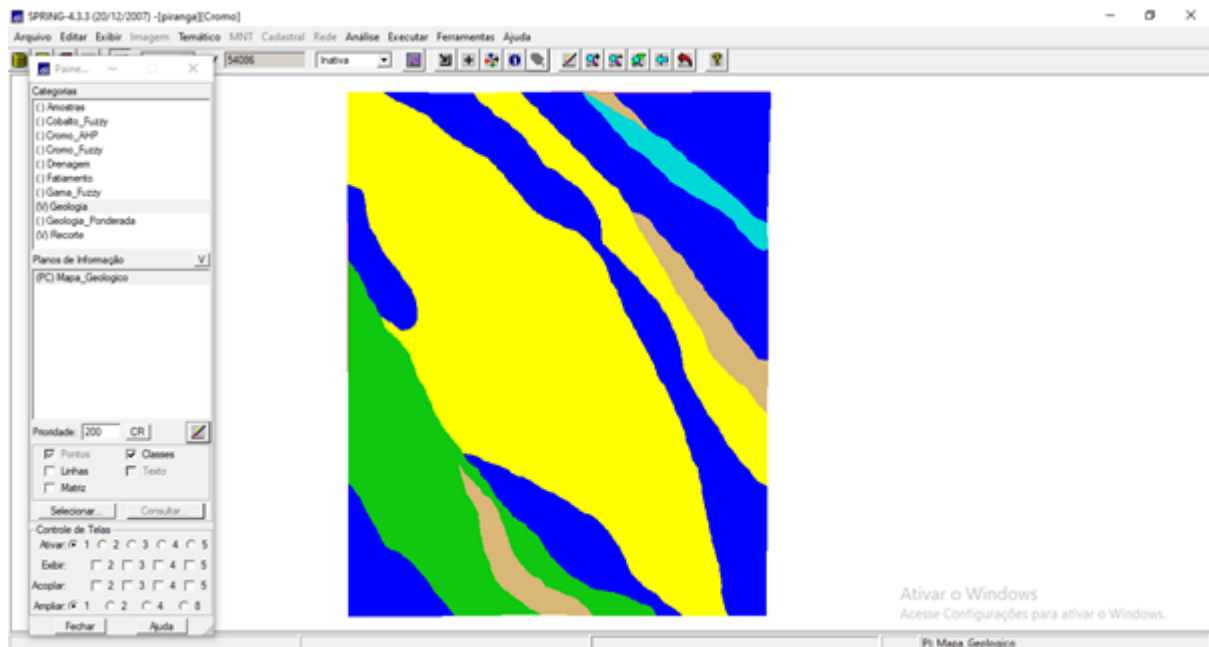 SPRING-4.3.3 (20/12/2007) -[piranga][Cromo]
Arquivo Editar Exibir Imagem Temático MNT Cadastral Rede Análise Executar Ferramentas Ajuda
54086 Inativa
Paine...
Categorias
( ) Amostras
( ) Cobalto_Fuzzy
( ) Cromo_AHP
( ) Cromo_Fuzzy
( ) Drenagem
( ) Fatiamento
( ) Gama_Fuzzy
(V) Geologia
( ) Geologia_Ponderada
(V) Recorte
Planos de Informação V
(PC) Mapa_Geologico
Prioridade: 200 CR
Pontos Classes
Linhas Texto
Matriz
Selecionar... Consultar...
Controle de Telas
Ativar: 1 2 3 4 5
Exibir: 2 3 4 5
Acoplar: 2 3 4 5
Ampliar: 1 2 4 8
Fechar Ajuda
Ativar o Windows
Acesse Configurações para ativar o Windows.
PI: Mapa_Geologico